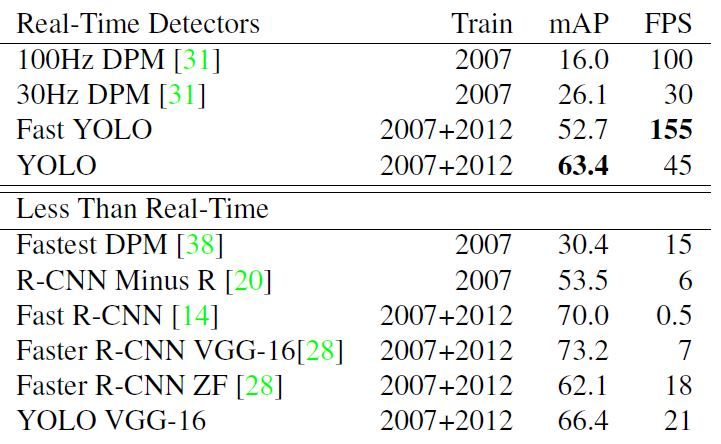 Real-Time Detectors Train mAP FPS
100Hz DPM [31] 2007 16.0 100
30Hz DPM [31] 2007 26.1 30
Fast YOLO 2007+2012 52.7 155
YOLO 2007+2012 63.4 45
Less Than Real-Time
Fastest DPM [38] 2007 30.4 15
R-CNN Minus R [20] 2007 53.5 6
Fast R-CNN [14] 2007+2012 70.0 0.5
Faster R-CNN VGG-16[28] 2007+2012 73.2 7
Faster R-CNN ZF [28] 2007+2012 62.1 18
YOLO VGG-16 2007+2012 66.4 21